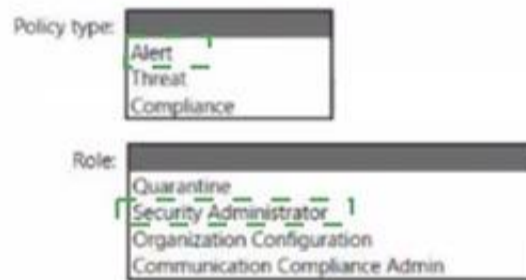 Policy type:
Alert
Threat
Compliance
Role:
Quarantine
Security Administrator
Organization Configuration
Communication Compliance Admin